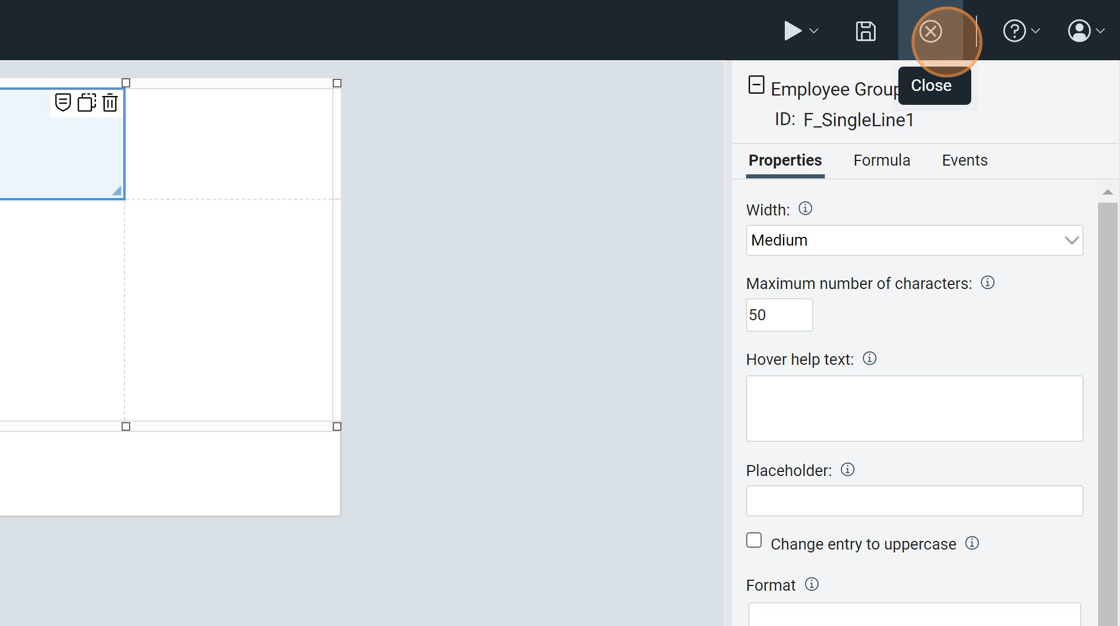 Close
Employee Group
ID: F_SingleLine1
Properties Formula Events
Width:
Medium
Maximum number of characters:
50
Hover help text:
Placeholder:
Change entry to uppercase
Format